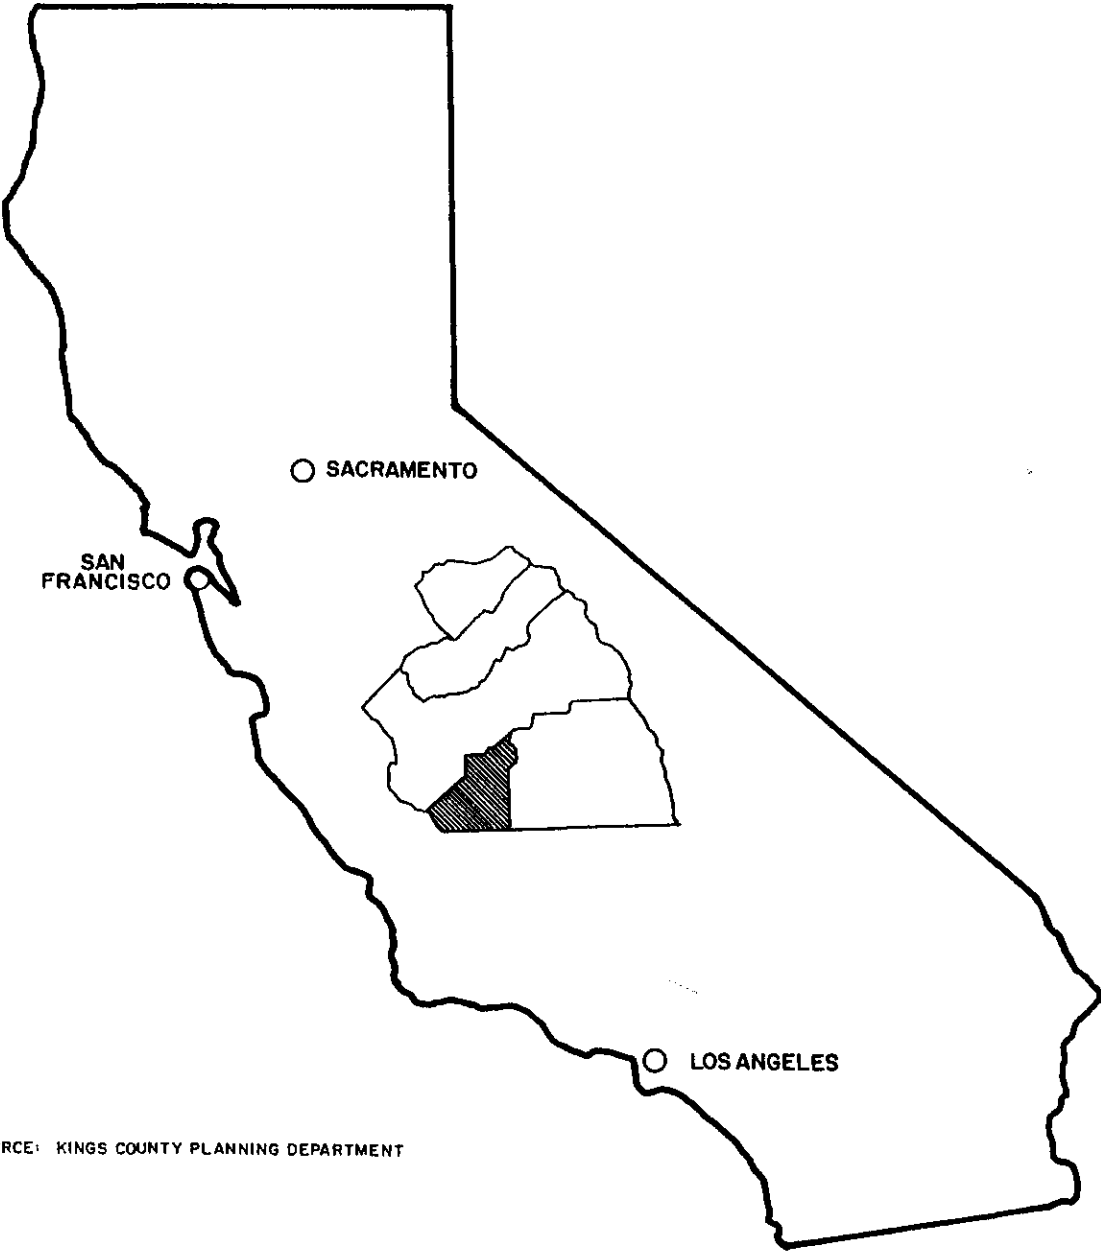 SACRAMENTO
SAN
FRANCISCO
LOS ANGELES
RCE: KINGS COUNTY PLANNING DEPARTMENT